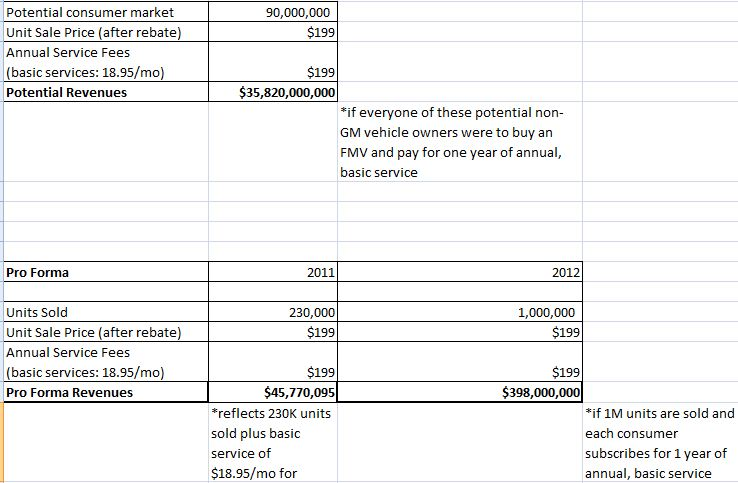 Potential consumer market 90,000,000
Unit Sale Price (after rebate) $199
Annual Service Fees
(basic services: 18.95/mo) $199
Potential Revenues $35,820,000,000
*if everyone of these potential non-
GM vehicle owners were to buy an
FMV and pay for one year of annual,
basic service
Pro Forma 2011 2012
Units Sold 230,000 1,000,000
Unit Sale Price (after rebate) $199 $199
Annual Service Fees
(basic services: 18.95/mo) $199 $199
Pro Forma Revenues $45,770,095 $398,000,000
*reflects 230K units
sold plus basic
service of
$18.95/mo for
*if 1M units are sold and
each consumer
subscribes for 1 year of
annual, basic service